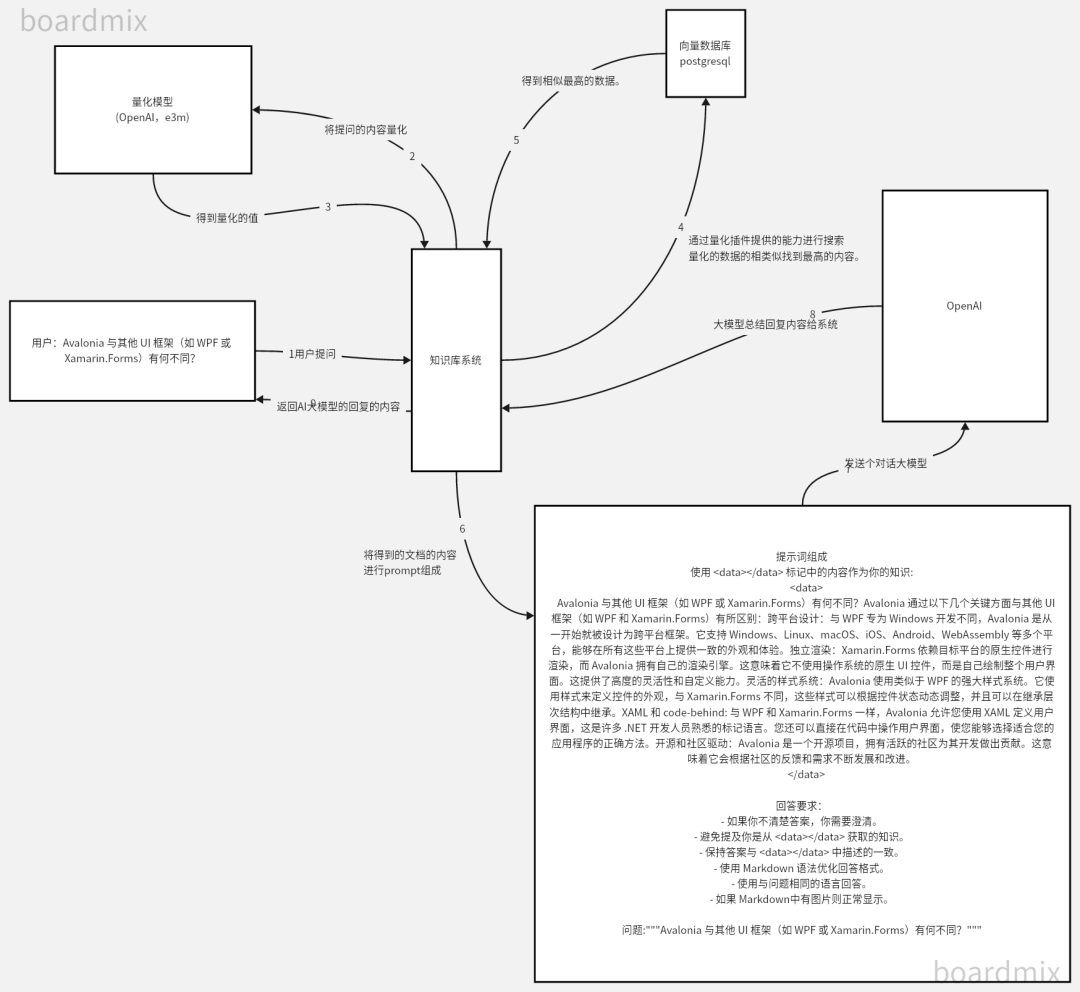 boardmix
向量数据库
postgresql
得到相似最高的数据。
量化模型
(OpenAI，e3m)
将提问的内容量化
5
2
3
得到量化的值
4
通过量化插件提供的能力进行搜索
量化的数据的相类似找到最高的内容。
OpenAI
8
大模型总结回复内容给系统
用户：Avalonia 与其他 UI 框架（如 WPF 或
Xamarin.Forms）有何不同？
1用户提问
知识库系统
9
返回AI大模型的回复的内容
发送个对话大模型
7
6
将得到的文档的内容
进行prompt组成
提示词组成
使用 <data></data> 标记中的内容作为你的知识:
<data>
Avalonia 与其他 UI 框架（如 WPF 或 Xamarin.Forms）有何不同？Avalonia 通过以下几个关键方面与其他 UI
框架（如 WPF 和 Xamarin.Forms）有所区别：跨平台设计：与 WPF 专为 Windows 开发不同，Avalonia 是从
一开始就被设计为跨平台框架。它支持 Windows、Linux、macOS、iOS、Android、WebAssembly 等多个平
台，能够在所有这些平台上提供一致的外观和体验。独立渲染：Xamarin.Forms 依赖目标平台的原生控件进行
渲染，而 Avalonia 拥有自己的渲染引擎。这意味着它不使用操作系统的原生 UI 控件，而是自己绘制整个用户界
面。这提供了高度的灵活性和自定义能力。灵活的样式系统：Avalonia 使用类似于 WPF 的强大样式系统。它使
用样式来定义控件的外观，与 Xamarin.Forms 不同，这些样式可以根据控件状态动态调整，并且可以在继承层
次结构中继承。XAML 和 code-behind: 与 WPF 和 Xamarin.Forms 一样，Avalonia 允许您使用 XAML 定义用户
界面，这是许多 .NET 开发人员熟悉的标记语言。您还可以直接在代码中操作用户界面，使您能够选择适合您的
应用程序的正确方法。开源和社区驱动：Avalonia 是一个开源项目，拥有活跃的社区为其开发做出贡献。这意
味着它会根据社区的反馈和需求不断发展和改进。
</data>
回答要求：
- 如果你不清楚答案，你需要澄清。
- 避免提及你是从 <data></data> 获取的知识。
- 保持答案与 <data></data> 中描述的一致。
- 使用 Markdown 语法优化回答格式。
- 使用与问题相同的语言回答。
- 如果 Markdown中有图片则正常显示。
问题:"""Avalonia 与其他 UI 框架（如 WPF 或 Xamarin.Forms）有何不同？"""
boardmix